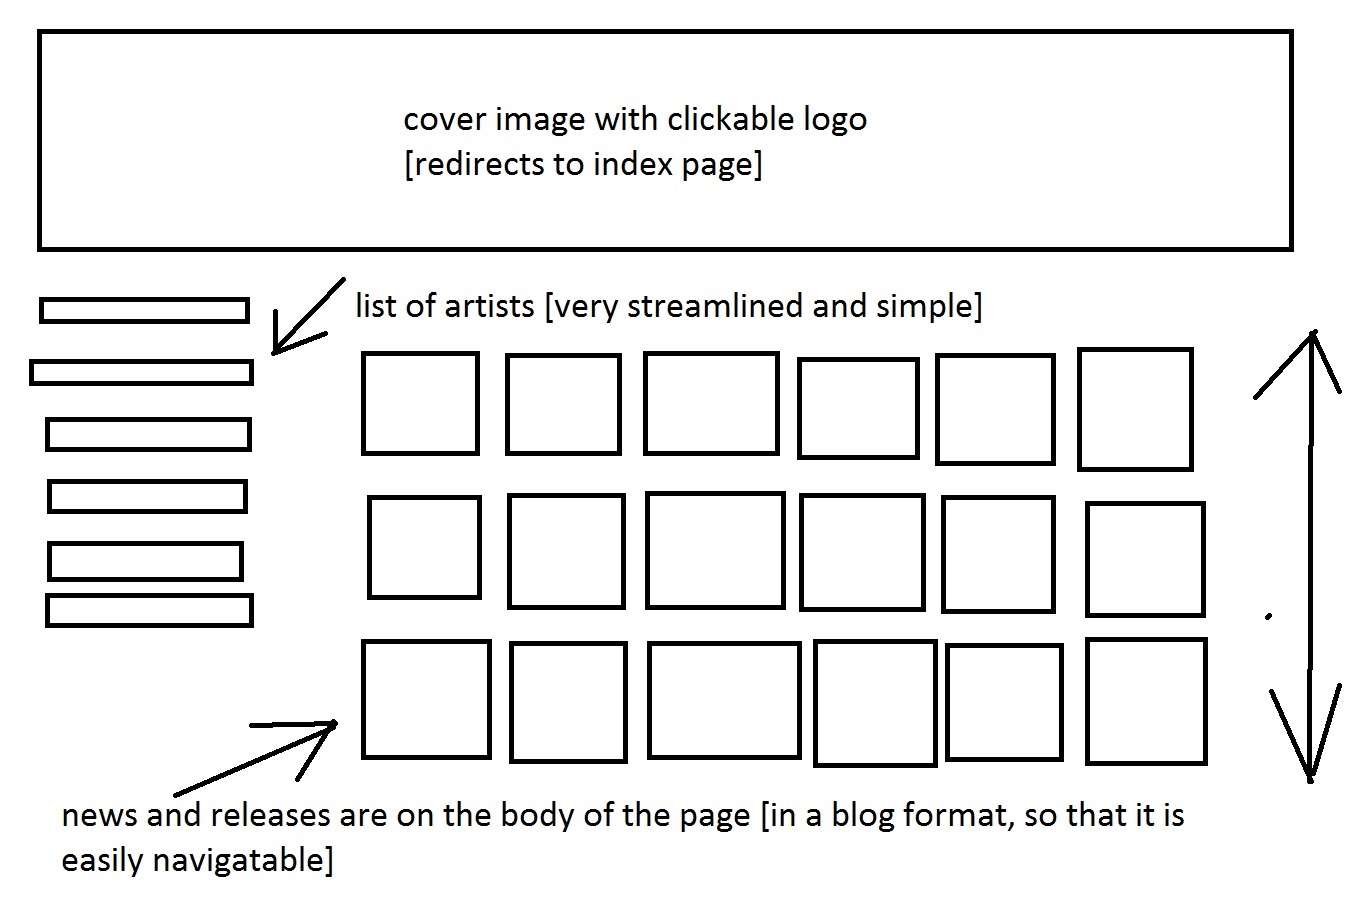 cover image with clickable logo
[redirects to index page]
list of artists [very streamlined and simple]
news and releases are on the body of the page [in a blog format, so that it is
easily navigatable]